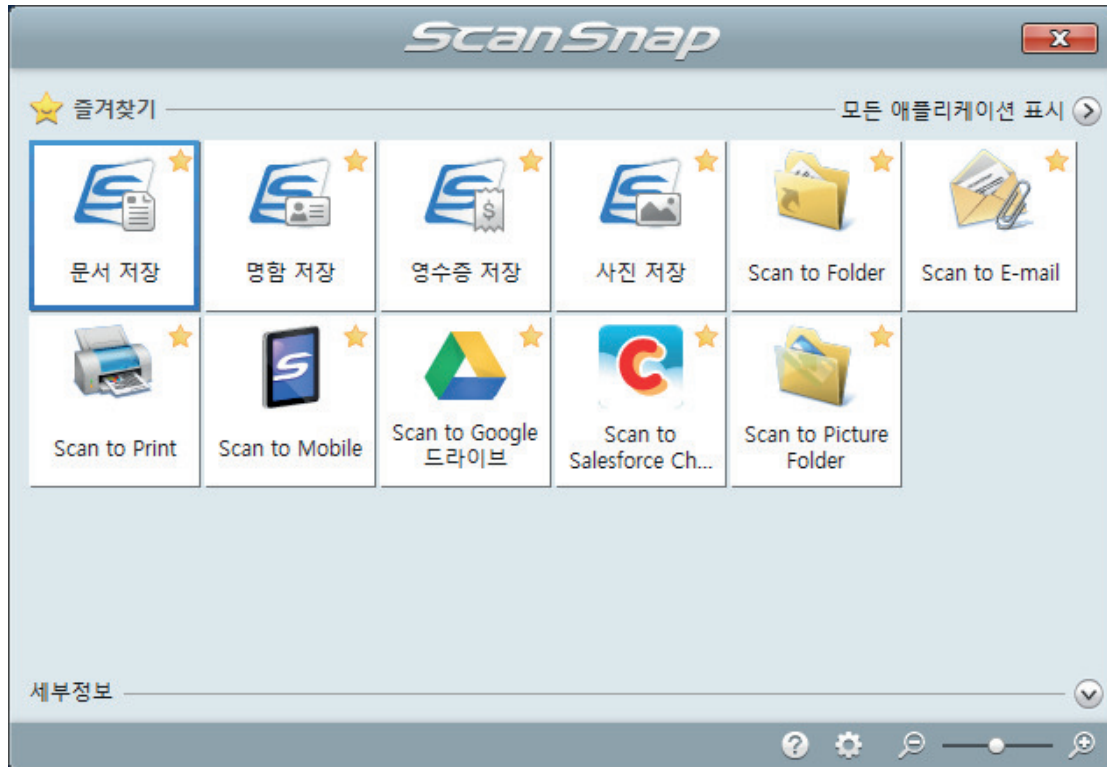 ScanSnap
즐겨찾기
모든 애플리케이션 표시
문서 저장
명함 저장
영수증 저장
사진 저장
Scan to Folder
Scan to E-mail
Scan to Print
Scan to Mobile
Scan to Google
드라이브
Scan to
Salesforce Ch...
Scan to Picture
Folder
세부정보